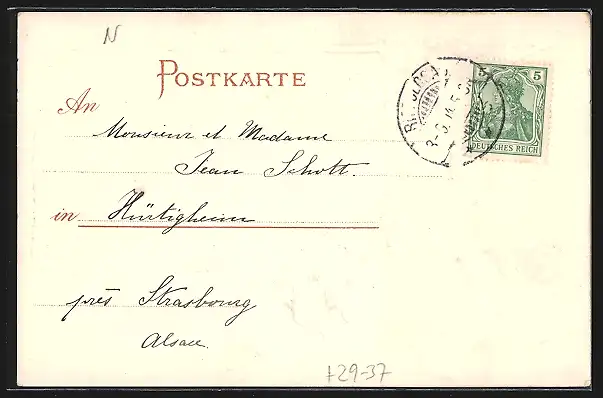 N
POSTKARTE
An
Monsieur et Madame
Jean Schott.
in Hürtigheim
près Strasbourg
Alsace.
5 5
DEUTSCHES REICH
+29-37